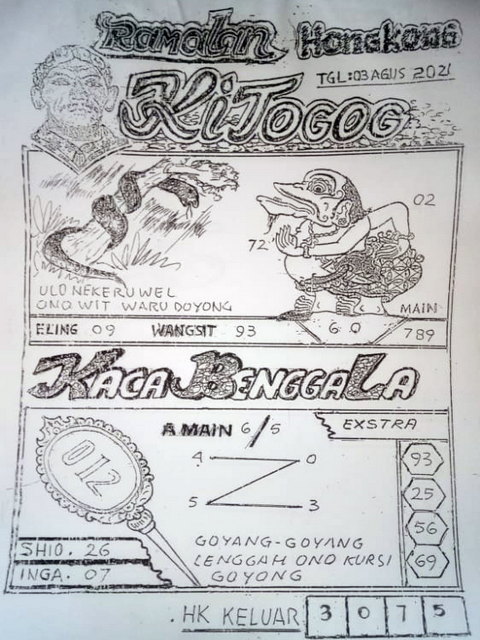 Ramalan Hongkong
TGL:03 AGUS 2021
Ki Togog
02
72
ULO NEKERUWEL
ONO WIT WARU DOYONG
MAIN
ELING 09 WANGSIT 93 60 789
KACA BENGGALA
A MAIN 6/5
EXSTRA
012
4 0
5 3
93
25
56
69
SHIO. 26
INGA. 07
GOYANG-GOYANG
LENGGAH ONO KURSI
GOYONG
.HK KELUAR 3 0 7 5